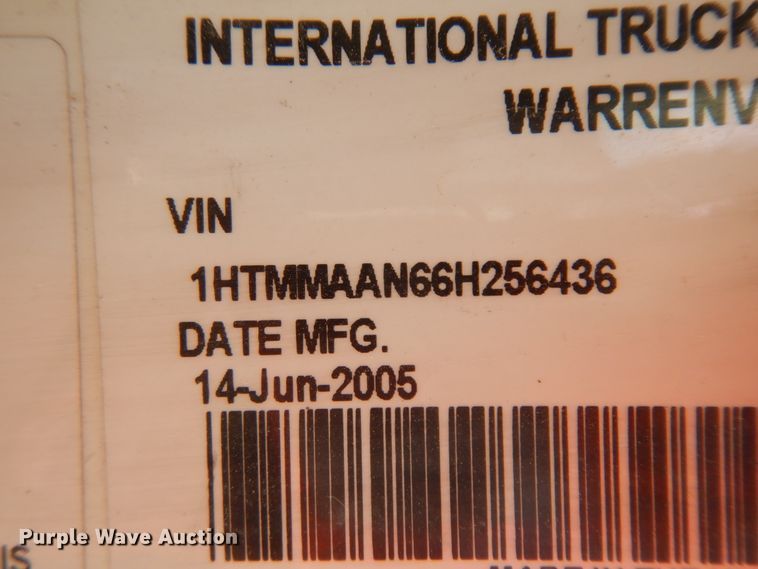 INTERNATIONAL TRUCK
WARRENV
VIN
1HTMMAAN66H256436
DATE MFG.
14-Jun-2005
Purple Wave Auction